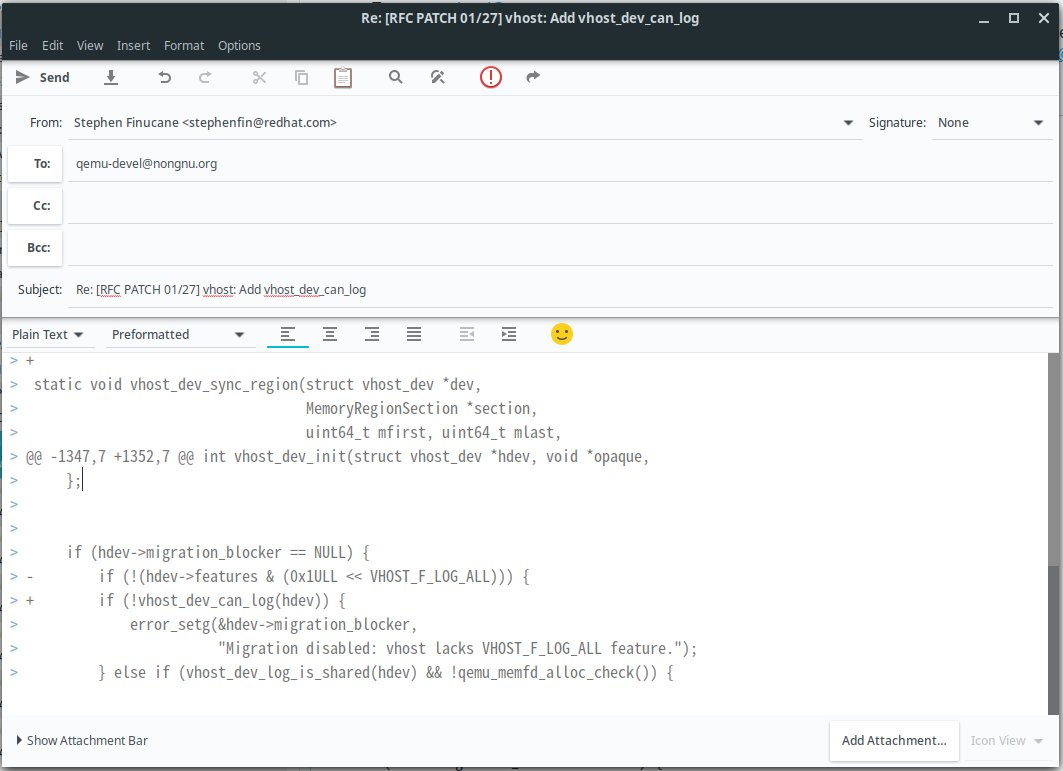 Re: [RFC PATCH 01/27] vhost: Add vhost_dev_can_log
File Edit View Insert Format Options
Send
From: Stephen Finucane <stephenfin@redhat.com> Signature: None
To: qemu-devel@nongnu.org
Cc:
Bcc:
Subject: Re: [RFC PATCH 01/27] vhost: Add vhost_dev_can_log
Plain Text Preformatted
> +
>  static void vhost_dev_sync_region(struct vhost_dev *dev,
>                                    MemoryRegionSection *section,
>                                    uint64_t mfirst, uint64_t mlast,
> @@ -1347,7 +1352,7 @@ int vhost_dev_init(struct vhost_dev *hdev, void *opaque,
>      };
>
>
>      if (hdev->migration_blocker == NULL) {
> -        if (!(hdev->features & (0x1ULL << VHOST_F_LOG_ALL))) {
> +        if (!vhost_dev_can_log(hdev)) {
>              error_setg(&hdev->migration_blocker,
>                         "Migration disabled: vhost lacks VHOST_F_LOG_ALL feature.");
>          } else if (vhost_dev_log_is_shared(hdev) && !qemu_memfd_alloc_check()) {
Show Attachment Bar Add Attachment... Icon View